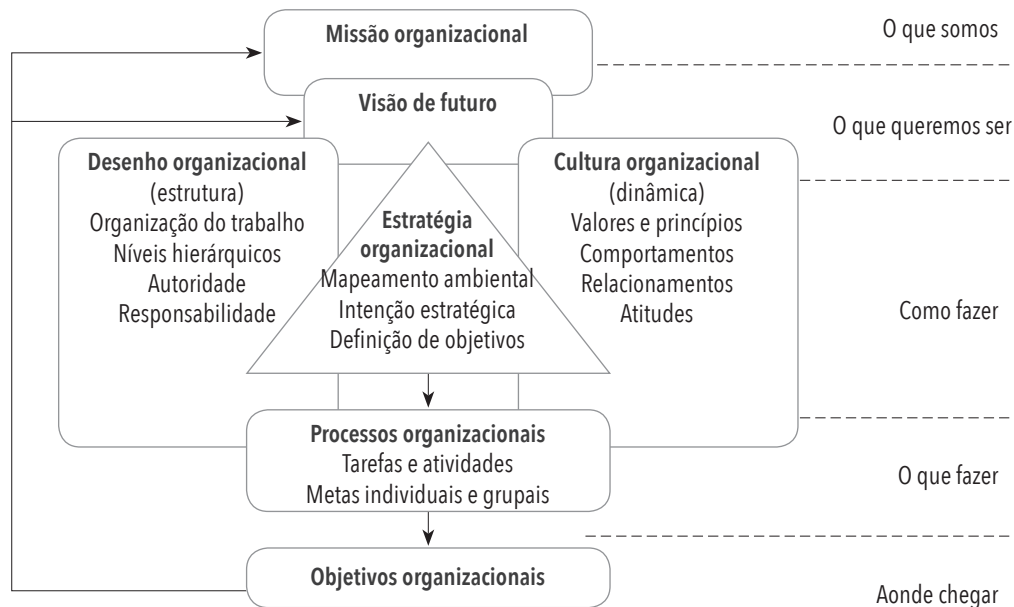 Missão organizacional
O que somos
Visão de futuro
O que queremos ser
Desenho organizacional
(estrutura)
Organização do trabalho
Níveis hierárquicos
Autoridade
Responsabilidade
Estratégia
organizacional
Mapeamento ambiental
Intenção estratégica
Definição de objetivos
Cultura organizacional
(dinâmica)
Valores e princípios
Comportamentos
Relacionamentos
Atitudes
Como fazer
Processos organizacionais
Tarefas e atividades
Metas individuais e grupais
O que fazer
Objetivos organizacionais
Aonde chegar